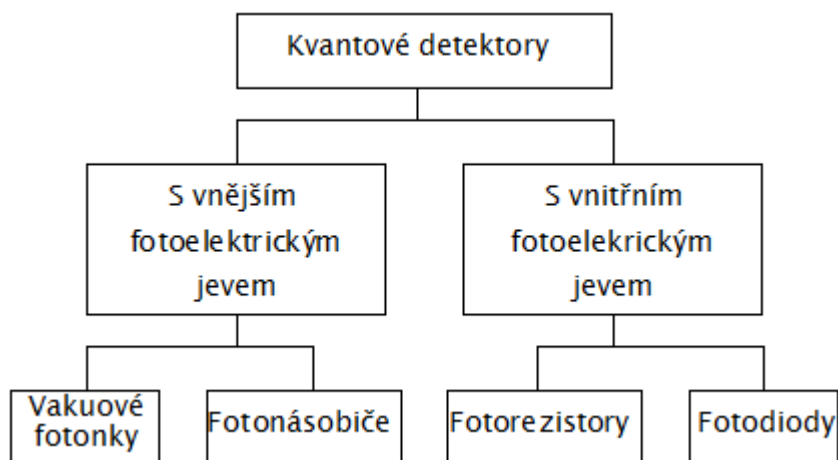 Kvantové detektory
S vnějším
fotoelektrickým
jevem
S vnitřním
fotoelekrickým
jevem
Vakuové
fotonky
Fotonásobiče
Fotorezistory
Fotodiody